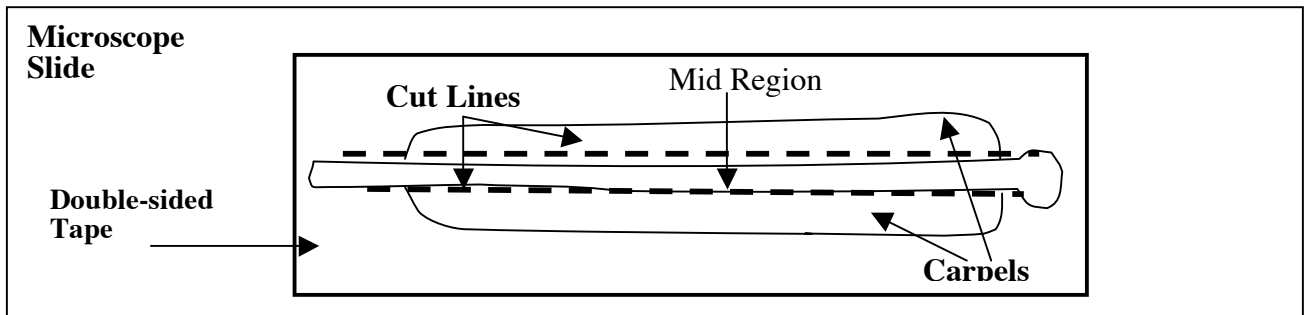 Microscope
Slide
Mid Region
Cut Lines
Double-sided
Tape
Carpels